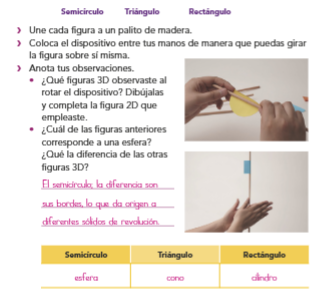 Semicírculo Triángulo Rectángulo
Une cada figura a un palito de madera.
Coloca el dispositivo entre tus manos de manera que puedas girar
la figura sobre sí misma.
Anota tus observaciones.
• ¿Qué figuras 3D observaste al
rotar el dispositivo? Dibújalas
y completa la figura 2D que
empleaste.
• ¿Cuál de las figuras anteriores
corresponde a una esfera?
¿Qué la diferencia de las otras
figuras 3D?
El semicírculo; la diferencia son
sus bordes, lo que da origen a
diferentes sólidos de revolución.
Semicírculo Triángulo Rectángulo
esfera cono cilindro